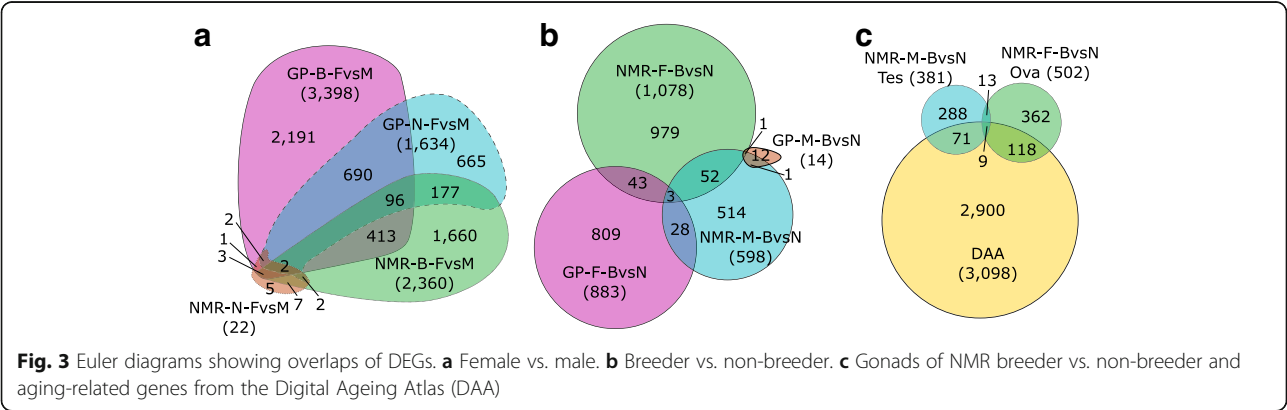 a
GP-B-FvsM
(3,398)
2,191
GP-N-FvsM
(1,634)
665
690
96
177
413
1,660
2
1
3
2
5
7
2
NMR-B-FvsM
(2,360)
NMR-N-FvsM
(22)
b
NMR-F-BvsN
(1,078)
979
1
GP-M-BvsN
(14)
12
1
43
52
3
28
514
809
NMR-M-BvsN
(598)
GP-F-BvsN
(883)
c
NMR-M-BvsN
Tes (381)
13
NMR-F-BvsN
Ova (502)
288
362
71
118
9
2,900
DAA
(3,098)
Fig. 3 Euler diagrams showing overlaps of DEGs. a Female vs. male. b Breeder vs. non-breeder. c Gonads of NMR breeder vs. non-breeder and
aging-related genes from the Digital Ageing Atlas (DAA)